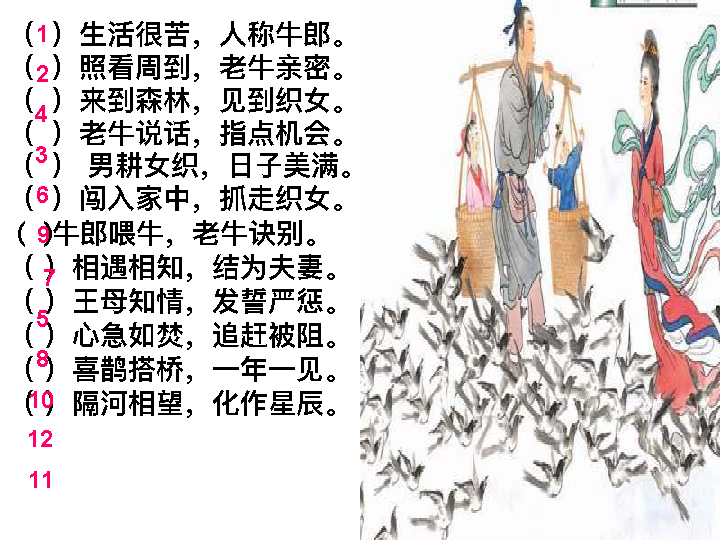 （1）生活很苦，人称牛郎。
（2）照看周到，老牛亲密。
（4）来到森林，见到织女。
（ ）老牛说话，指点机会。
（3）男耕女织，日子美满。
（6）闯入家中，抓走织女。
（9）牛郎喂牛，老牛诀别。
（7）相遇相知，结为夫妻。
（ ）王母知情，发誓严惩。
（5）心急如焚，追赶被阻。
（8）喜鹊搭桥，一年一见。
（10）隔河相望，化作星辰。
12
11